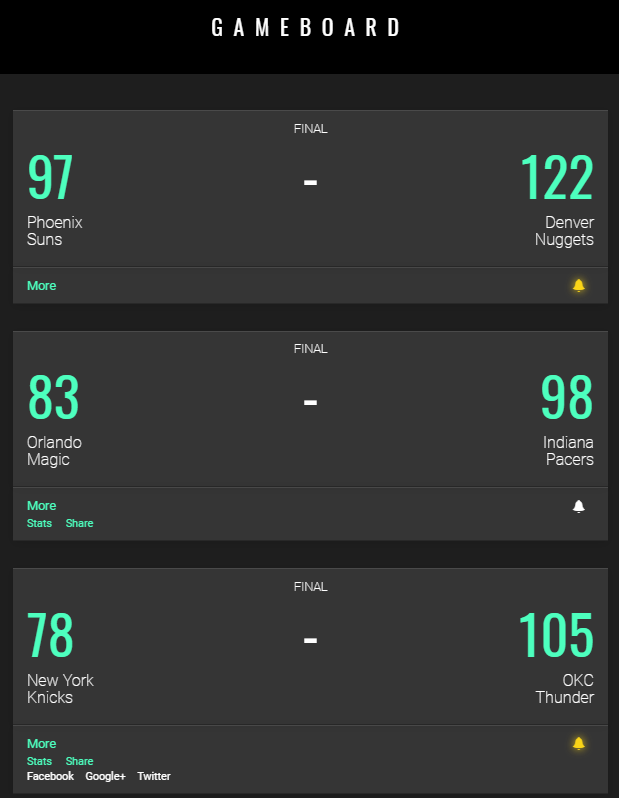 GAMEBOARD
FINAL
97 - 122
Phoenix Denver
Suns Nuggets
More
FINAL
83 - 98
Orlando Indiana
Magic Pacers
More
Stats Share
FINAL
78 - 105
New York OKC
Knicks Thunder
More
Stats Share
Facebook Google+ Twitter